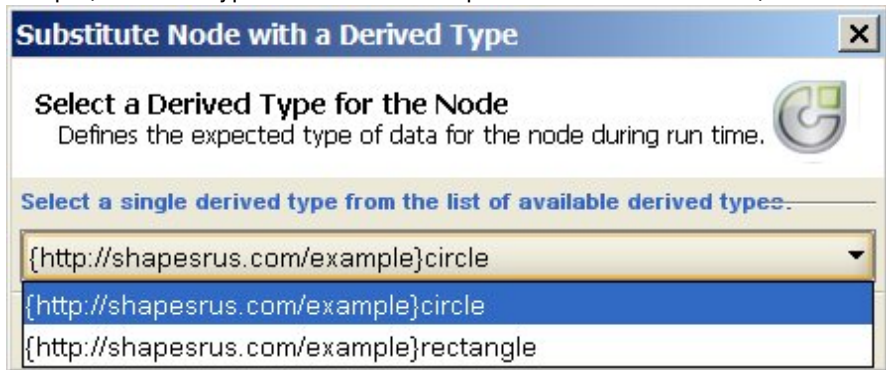 Substitute Node with a Derived Type
Select a Derived Type for the Node
Defines the expected type of data for the node during run time.
Select a single derived type from the list of available derived types.
{http://shapesrus.com/example}circle
{http://shapesrus.com/example}circle
{http://shapesrus.com/example}rectangle